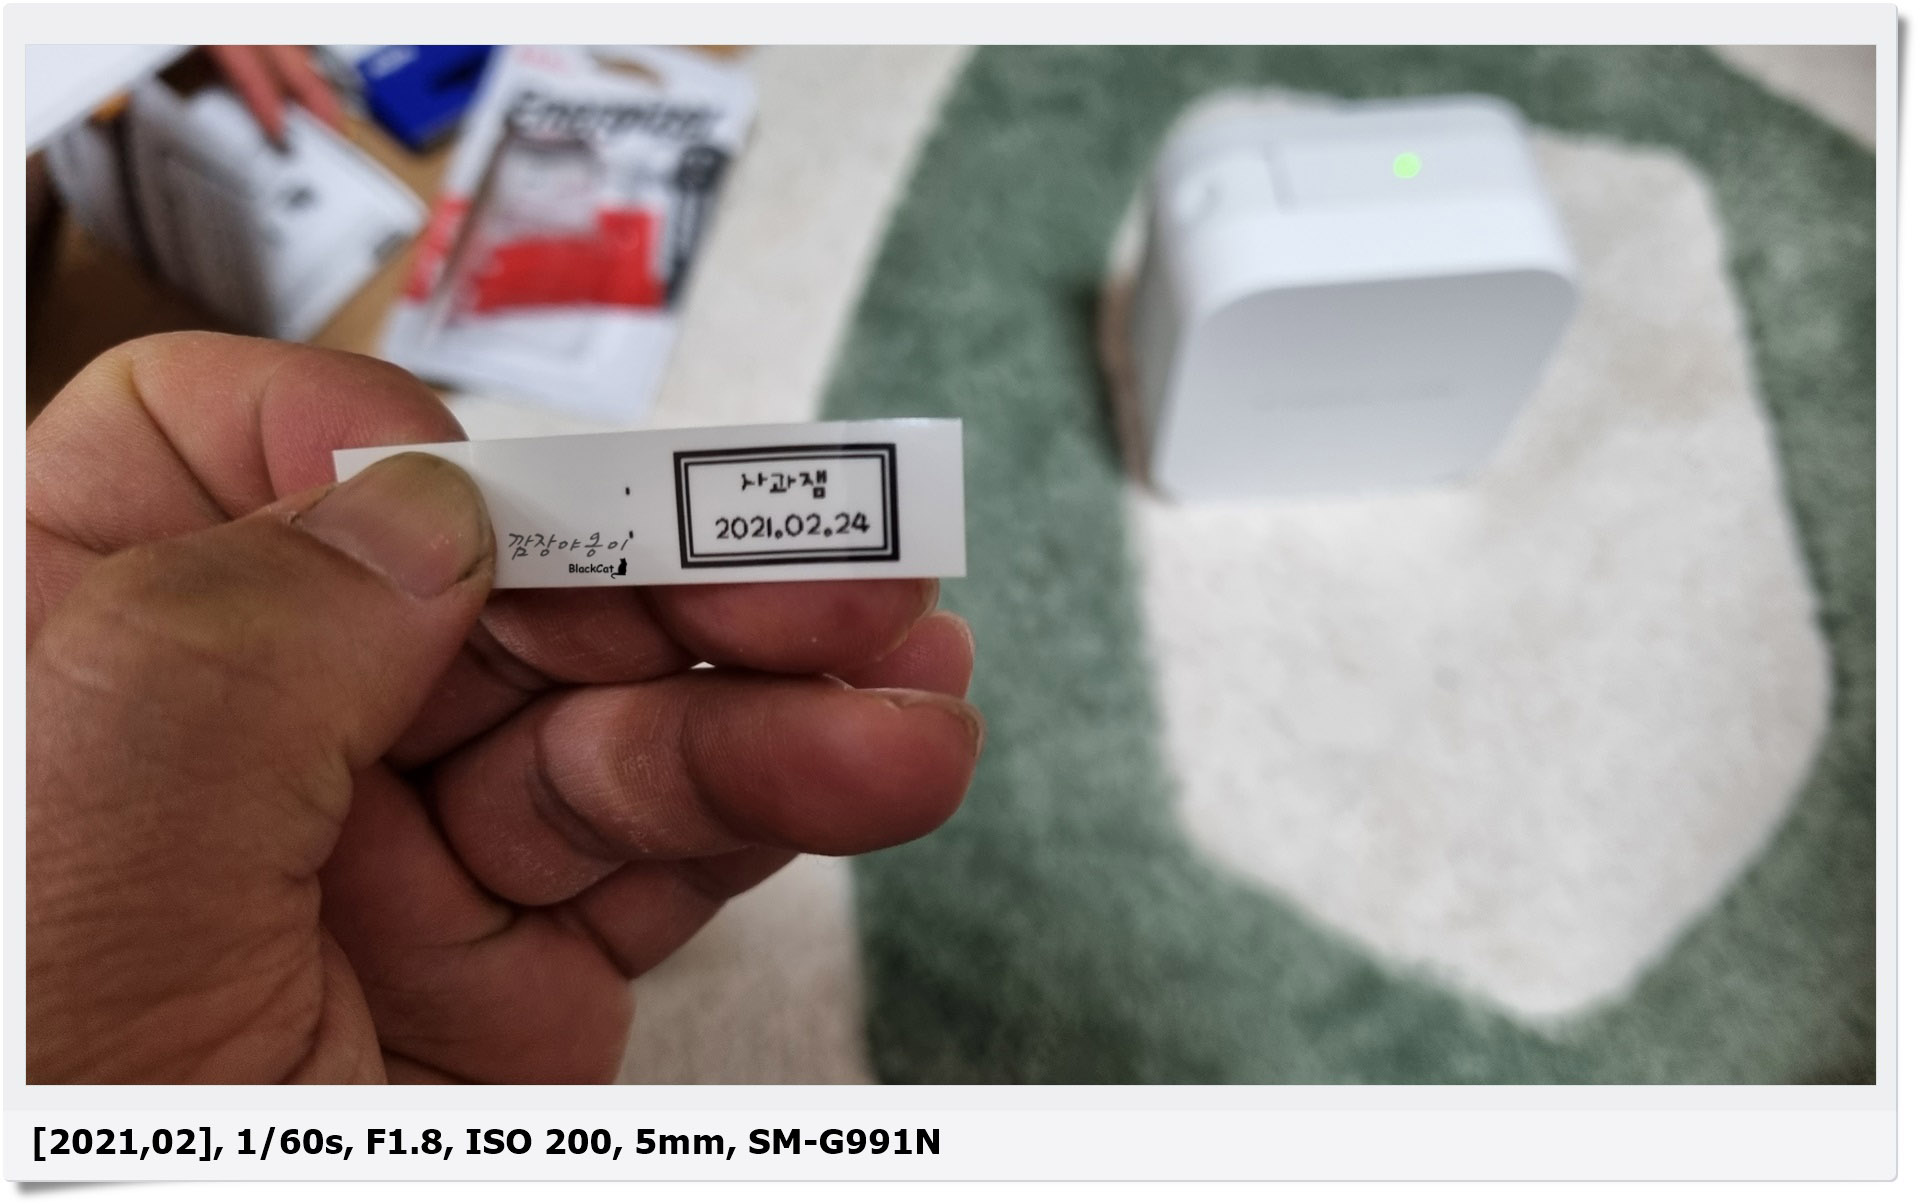 Energizer
사과잼
2021.02.24
깜장야옹이
BlackCat
[2021,02], 1/60s, F1.8, ISO 200, 5mm, SM-G991N